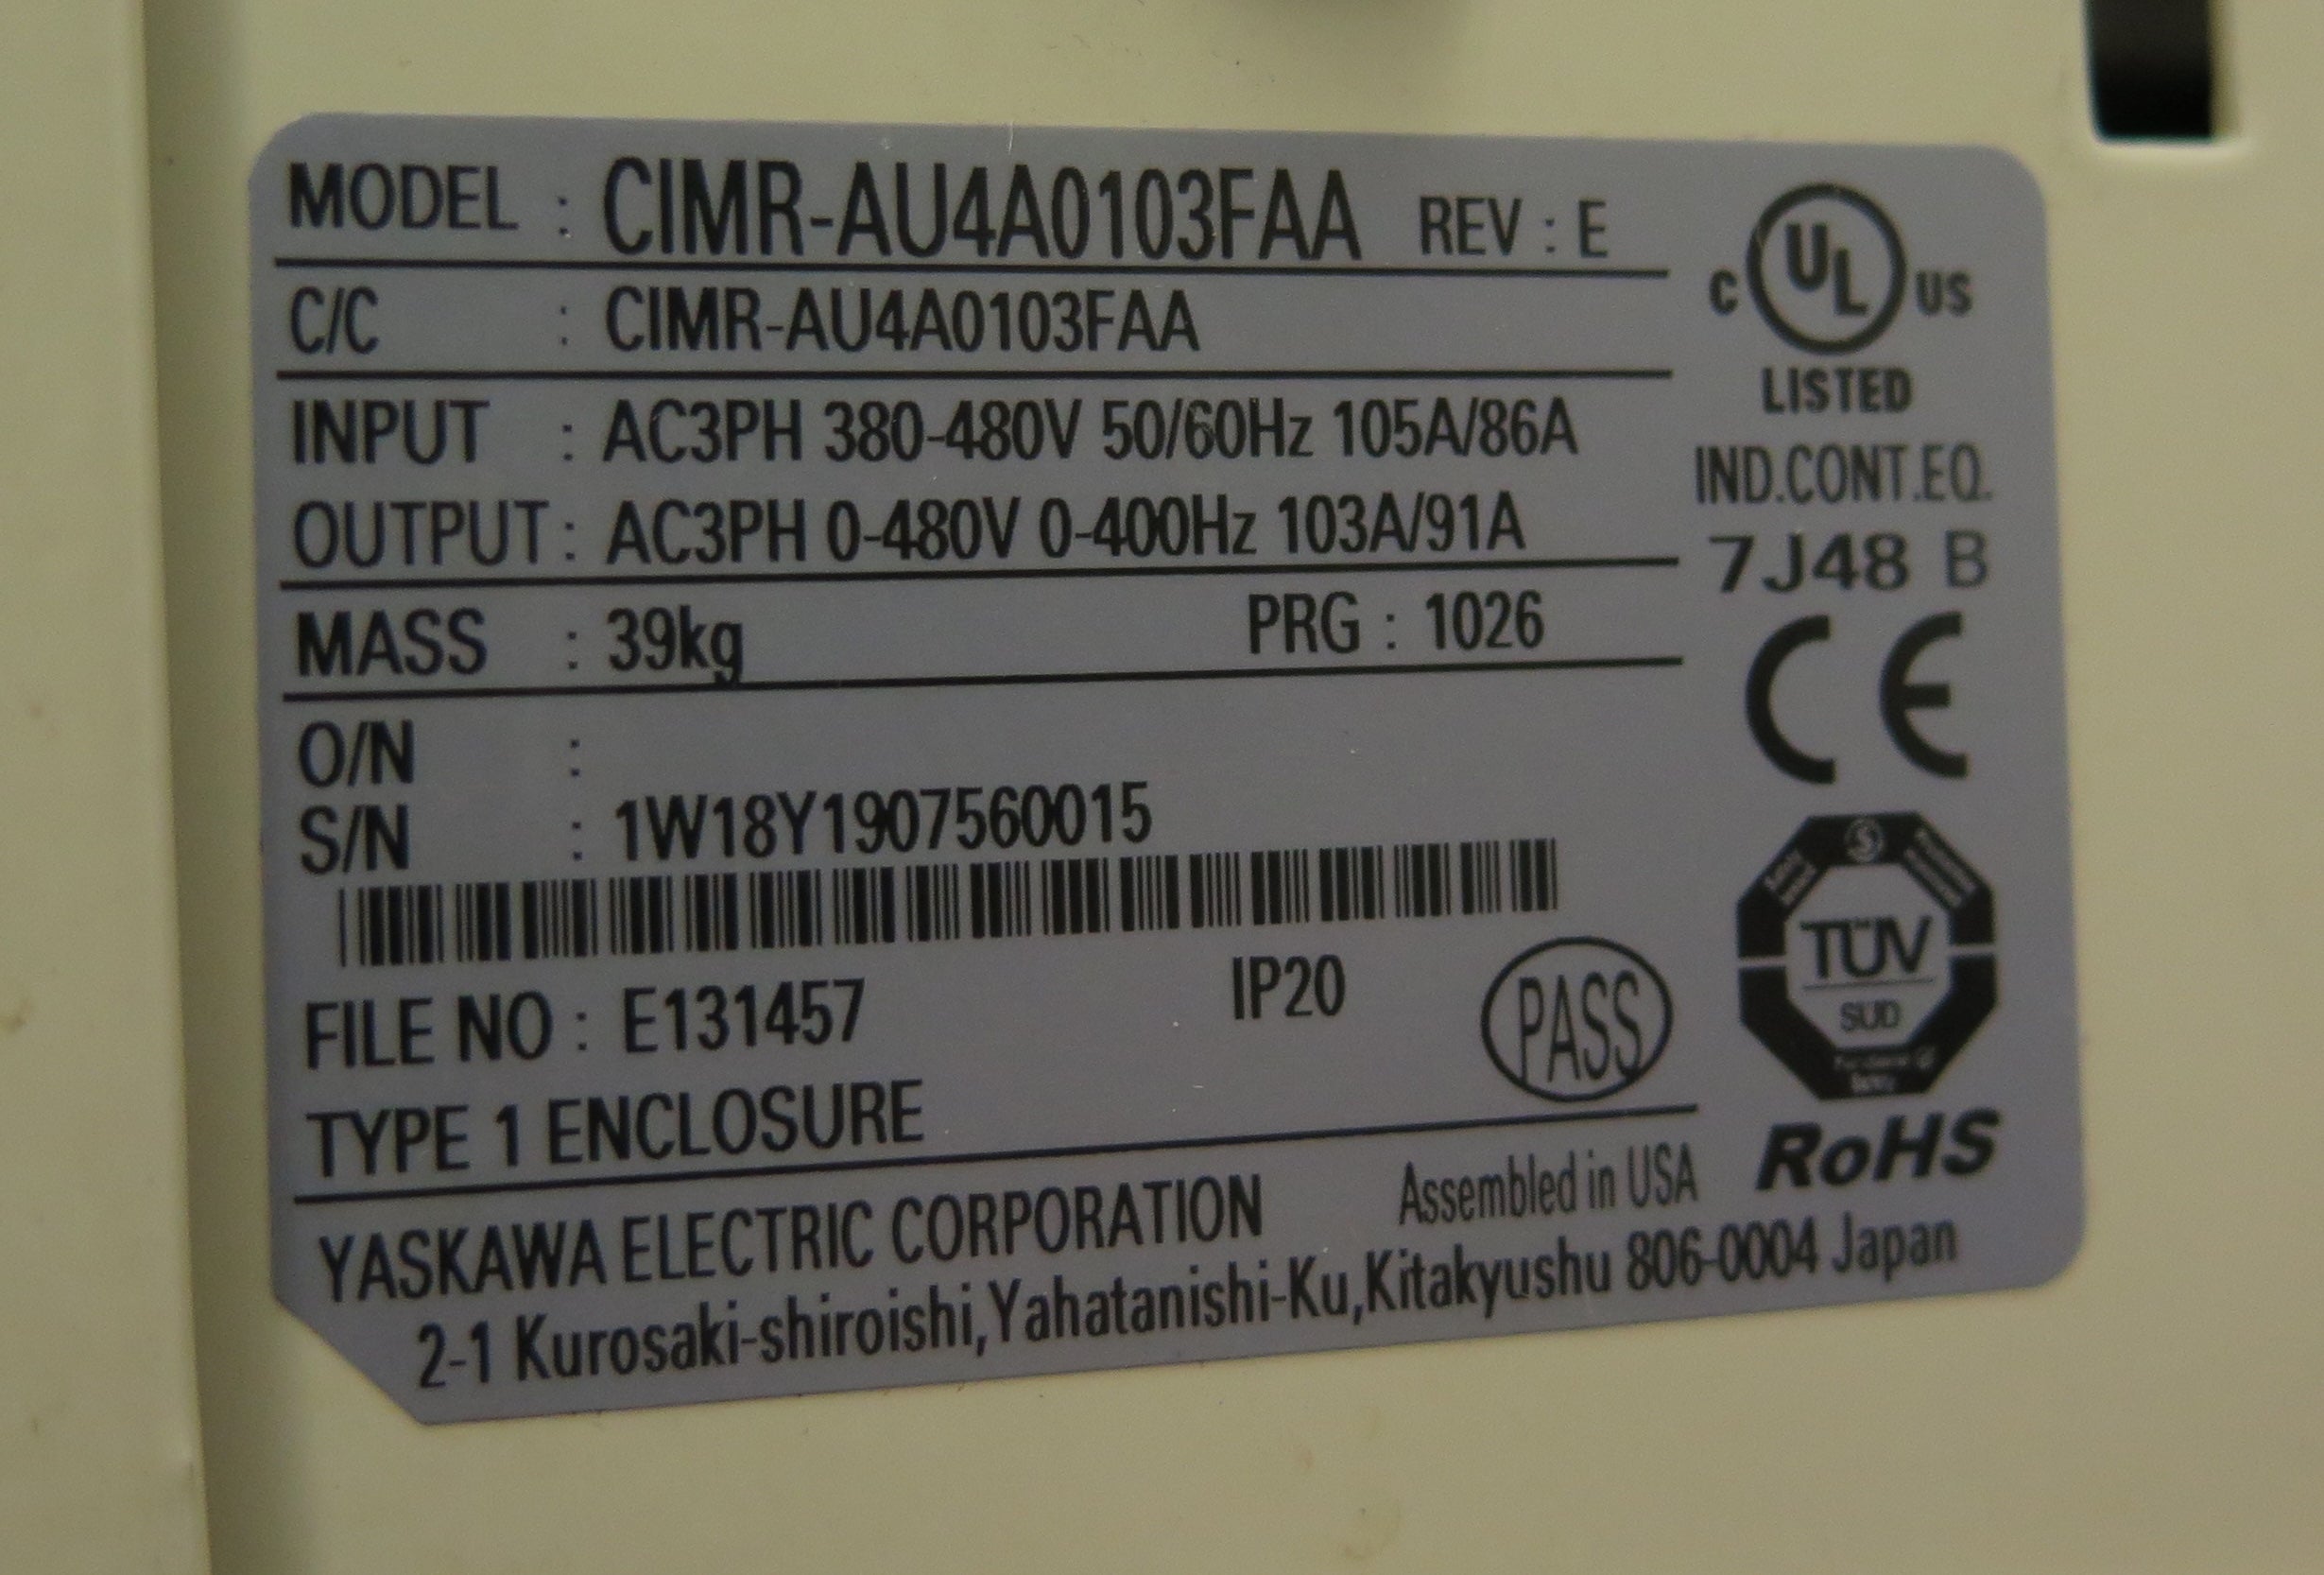 MODEL : CIMR-AU4A0103FAA REV : E
C/C : CIMR-AU4A0103FAA
INPUT : AC3PH 380-480V 50/60Hz 105A/86A
OUTPUT : AC3PH 0-480V 0-400Hz 103A/91A
MASS : 39kg PRG : 1026
O/N :
S/N : 1W18Y1907560015
FILE NO : E131457 IP20 PASS
TYPE 1 ENCLOSURE
YASKAWA ELECTRIC CORPORATION Assembled in USA
2-1 Kurosaki-shiroishi,Yahatanishi-Ku,Kitakyushu 806-0004 Japan
C UL US
LISTED
IND.CONT.EQ.
7J48 B
CE
S
TÜV
SUD
RoHS